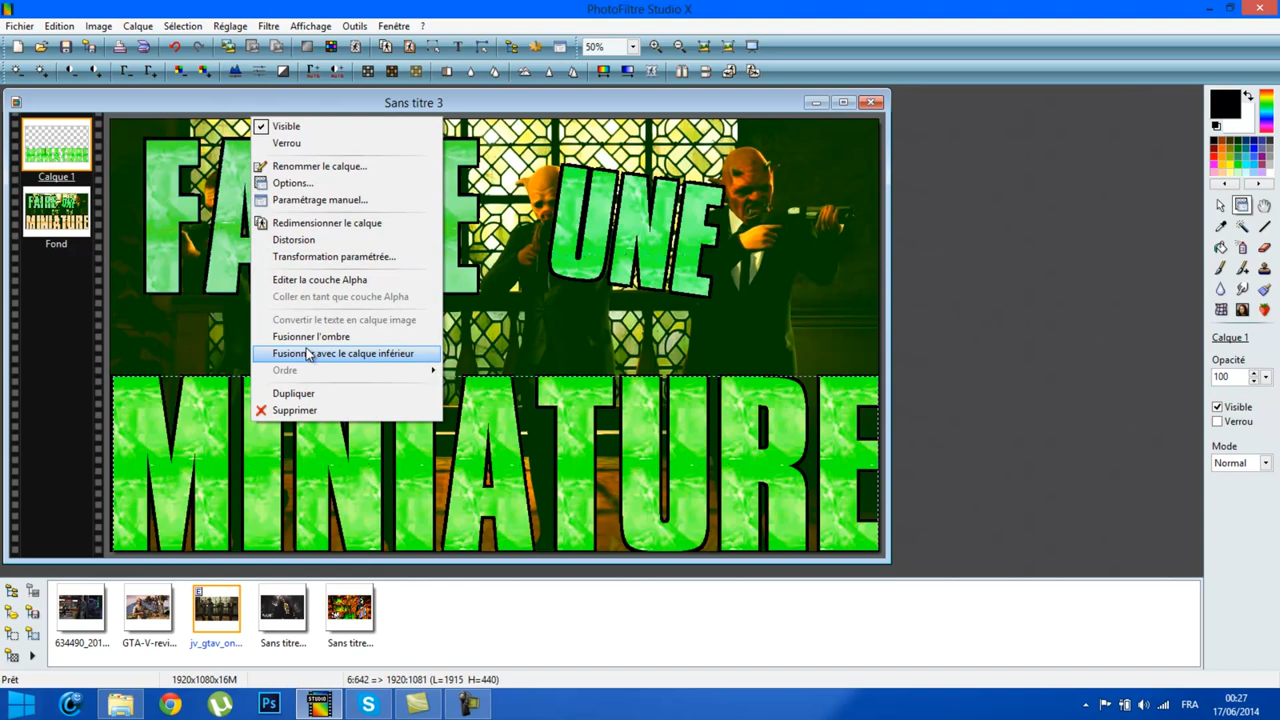 PhotoFiltre Studio X
Fichier Edition Image Calque Sélection Réglage Filtre Affichage Outils Fenêtre ?
50%
Sans titre 3
Calque 1
Fond
Visible
Verrou
Renommer le calque...
Options...
Paramétrage manuel...
Redimensionner le calque
Distorsion
Transformation paramétrée...
Editer la couche Alpha
Coller en tant que couche Alpha
Convertir le texte en calque image
Fusionner l'ombre
Fusionner avec le calque inférieur
Ordre
Dupliquer
Supprimer
UNE
MINIATURE
Calque 1
Opacité
100
Visible
Verrou
Mode
Normal
634490_201... GTA-V-revi... jv_gtav_on... Sans titre... Sans titre...
Prêt 1920x1080x16M 6:642 => 1920:1081 (L=1915 H=440)
Ps STUDIO FRA 00:27
17/06/2014